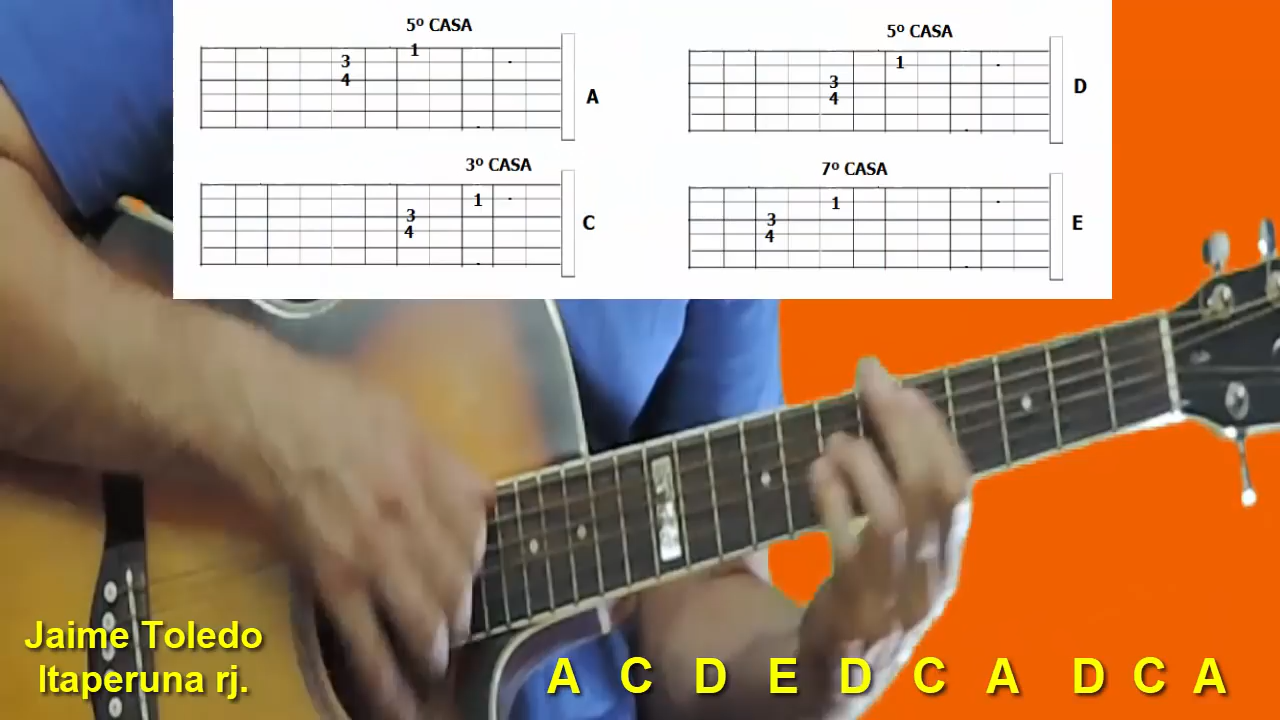 5º CASA
1
3
4
A
5º CASA
1
3
4
D
3º CASA
1
3
4
C
7º CASA
1
3
4
E
Jaime Toledo
Itaperuna rj.
A C D E D C A D C A